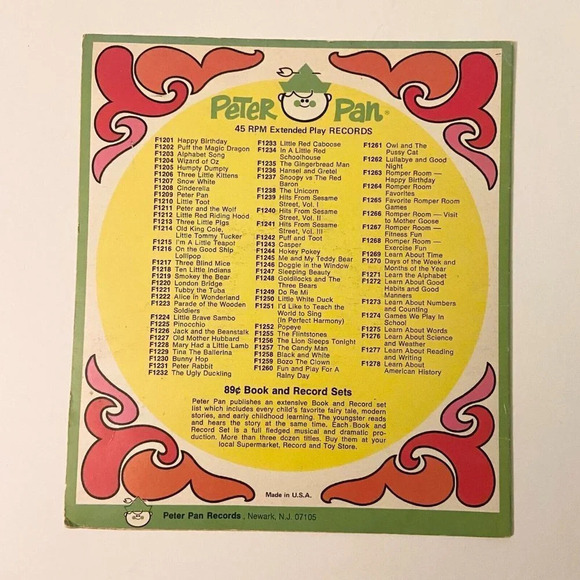 PETER PAN®
45 RPM Extended Play RECORDS
F1201 Happy Birthday
F1202 Puff the Magic Dragon
F1203 Alphabet Song
F1204 Wizard of Oz
F1205 Humpty Dumpty
F1206 Three Little Kittens
F1207 Snow White
F1208 Cinderella
F1209 Peter Pan
F1210 Little Toot
F1211 Peter and the Wolf
F1212 Little Red Riding Hood
F1213 Three Little Pigs
F1214 Old King Cole,
Little Tommy Tucker
F1215 I'm A Little Teapot
F1216 On the Good Ship
Lollipop
F1217 Three Blind Mice
F1218 Ten Little Indians
F1219 Smokey the Bear
F1220 London Bridge
F1221 Tubby the Tuba
F1222 Alice in Wonderland
F1223 Parade of the Wooden
Soldiers
F1224 Little Brave Sambo
F1225 Pinocchio
F1226 Jack and the Beanstalk
F1227 Old Mother Hubbard
F1228 Mary Had a Little Lamb
F1229 Tina The Ballerina
F1230 Bunny Hop
F1231 Peter Rabbit
F1232 The Ugly Duckling
F1233 Little Red Caboose
F1234 In A Little Red
Schoolhouse
F1235 The Gingerbread Man
F1236 Hansel and Gretel
F1237 Snoopy vs The Red
Baron
F1238 The Unicorn
F1239 Hits From Sesame
Street, Vol. I
F1240 Hits From Sesame
Street, Vol. II
F1241 Hits From Sesame
Street, Vol. III
F1242 Puff and Toot
F1243 Casper
F1244 Hokey Pokey
F1245 Me and My Teddy Bear
F1246 Doggie in the Window
F1247 Sleeping Beauty
F1248 Goldilocks and The
Three Bears
F1249 Do Re Mi
F1250 Little White Duck
F1251 I'd Like to Teach the
World to Sing
(In Perfect Harmony)
F1252 Popeye
F1255 The Flintstones
F1256 The Lion Sleeps Tonight
F1257 The Candy Man
F1258 Black and White
F1259 Bozo The Clown
F1260 Fun and Play For A
Rainy Day
F1261 Owl and The
Pussy Cat
F1262 Lullabye and Good
Night
F1263 Romper Room —
Happy Birthday
F1264 Romper Room
Favorites
F1265 Favorite Romper Room
Games
F1266 Romper Room — Visit
to Mother Goose
F1267 Romper Room —
Fitness Fun
F1268 Romper Room —
Exercise Fun
F1269 Learn About Time
F1270 Days of the Week and
Months of the Year
F1271 Learn the Alphabet
F1272 Learn About Good
Habits and Good
Manners
F1273 Learn About Numbers
and Counting
F1274 Games We Play In
School
F1275 Learn About Words
F1276 Learn About Science
and Weather
F1277 Learn About Reading
and Writing
F1278 Learn About
American History
89¢ Book and Record Sets
Peter Pan publishes an extensive Book and Record set
list which includes every child's favorite fairy tale, modern
stories, and early childhood learning. The youngster reads
and hears the story at the same time. Each Book and
Record Set is a full fledged musical and dramatic pro-
duction. More than three dozen titles. Buy them at your
local Supermarket, Record and Toy Store.
Made in U.S.A.
Peter Pan Records, Newark, N.J. 07105